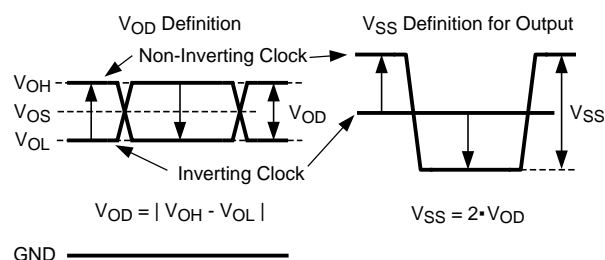 VOD Definition
VSS Definition for Output
Non-Inverting Clock
VOH
VOS
VOL
VOD
VSS
Inverting Clock
VOD = | VOH - VOL |
VSS = 2▪VOD
GND